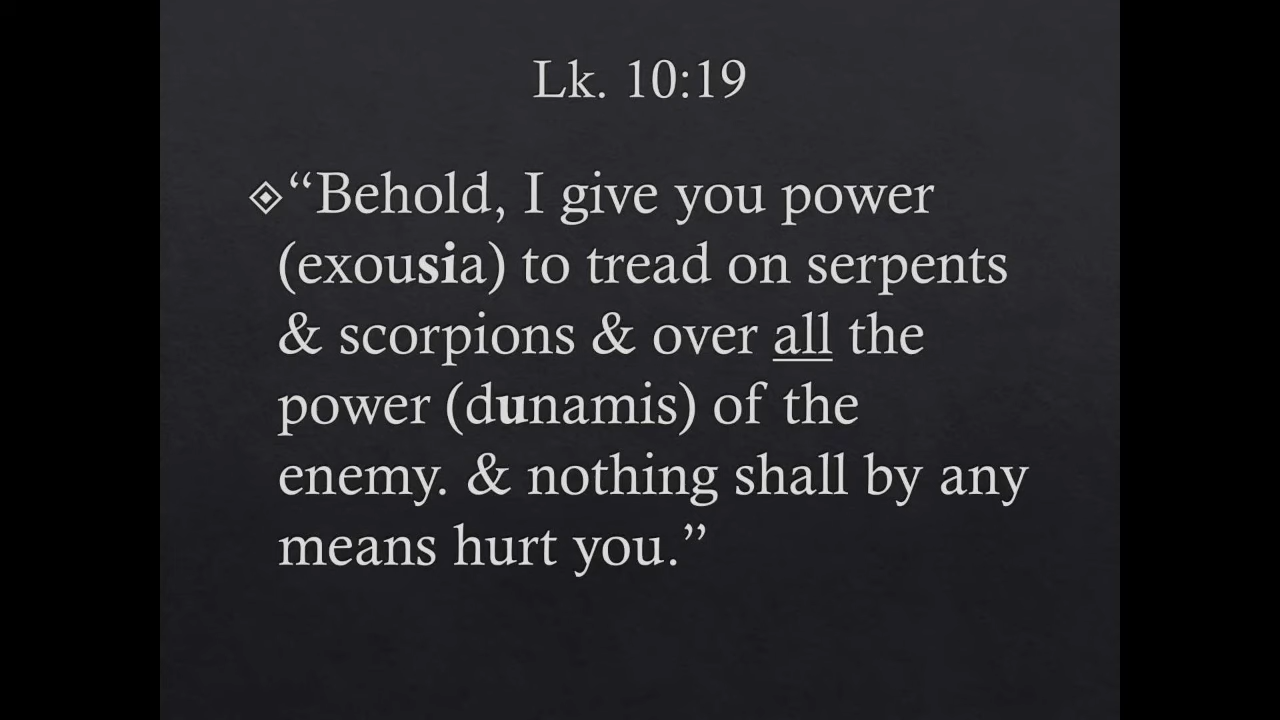 Lk. 10:19
“Behold, I give you power
(exousia) to tread on serpents
& scorpions & over all the
power (dunamis) of the
enemy. & nothing shall by any
means hurt you.”